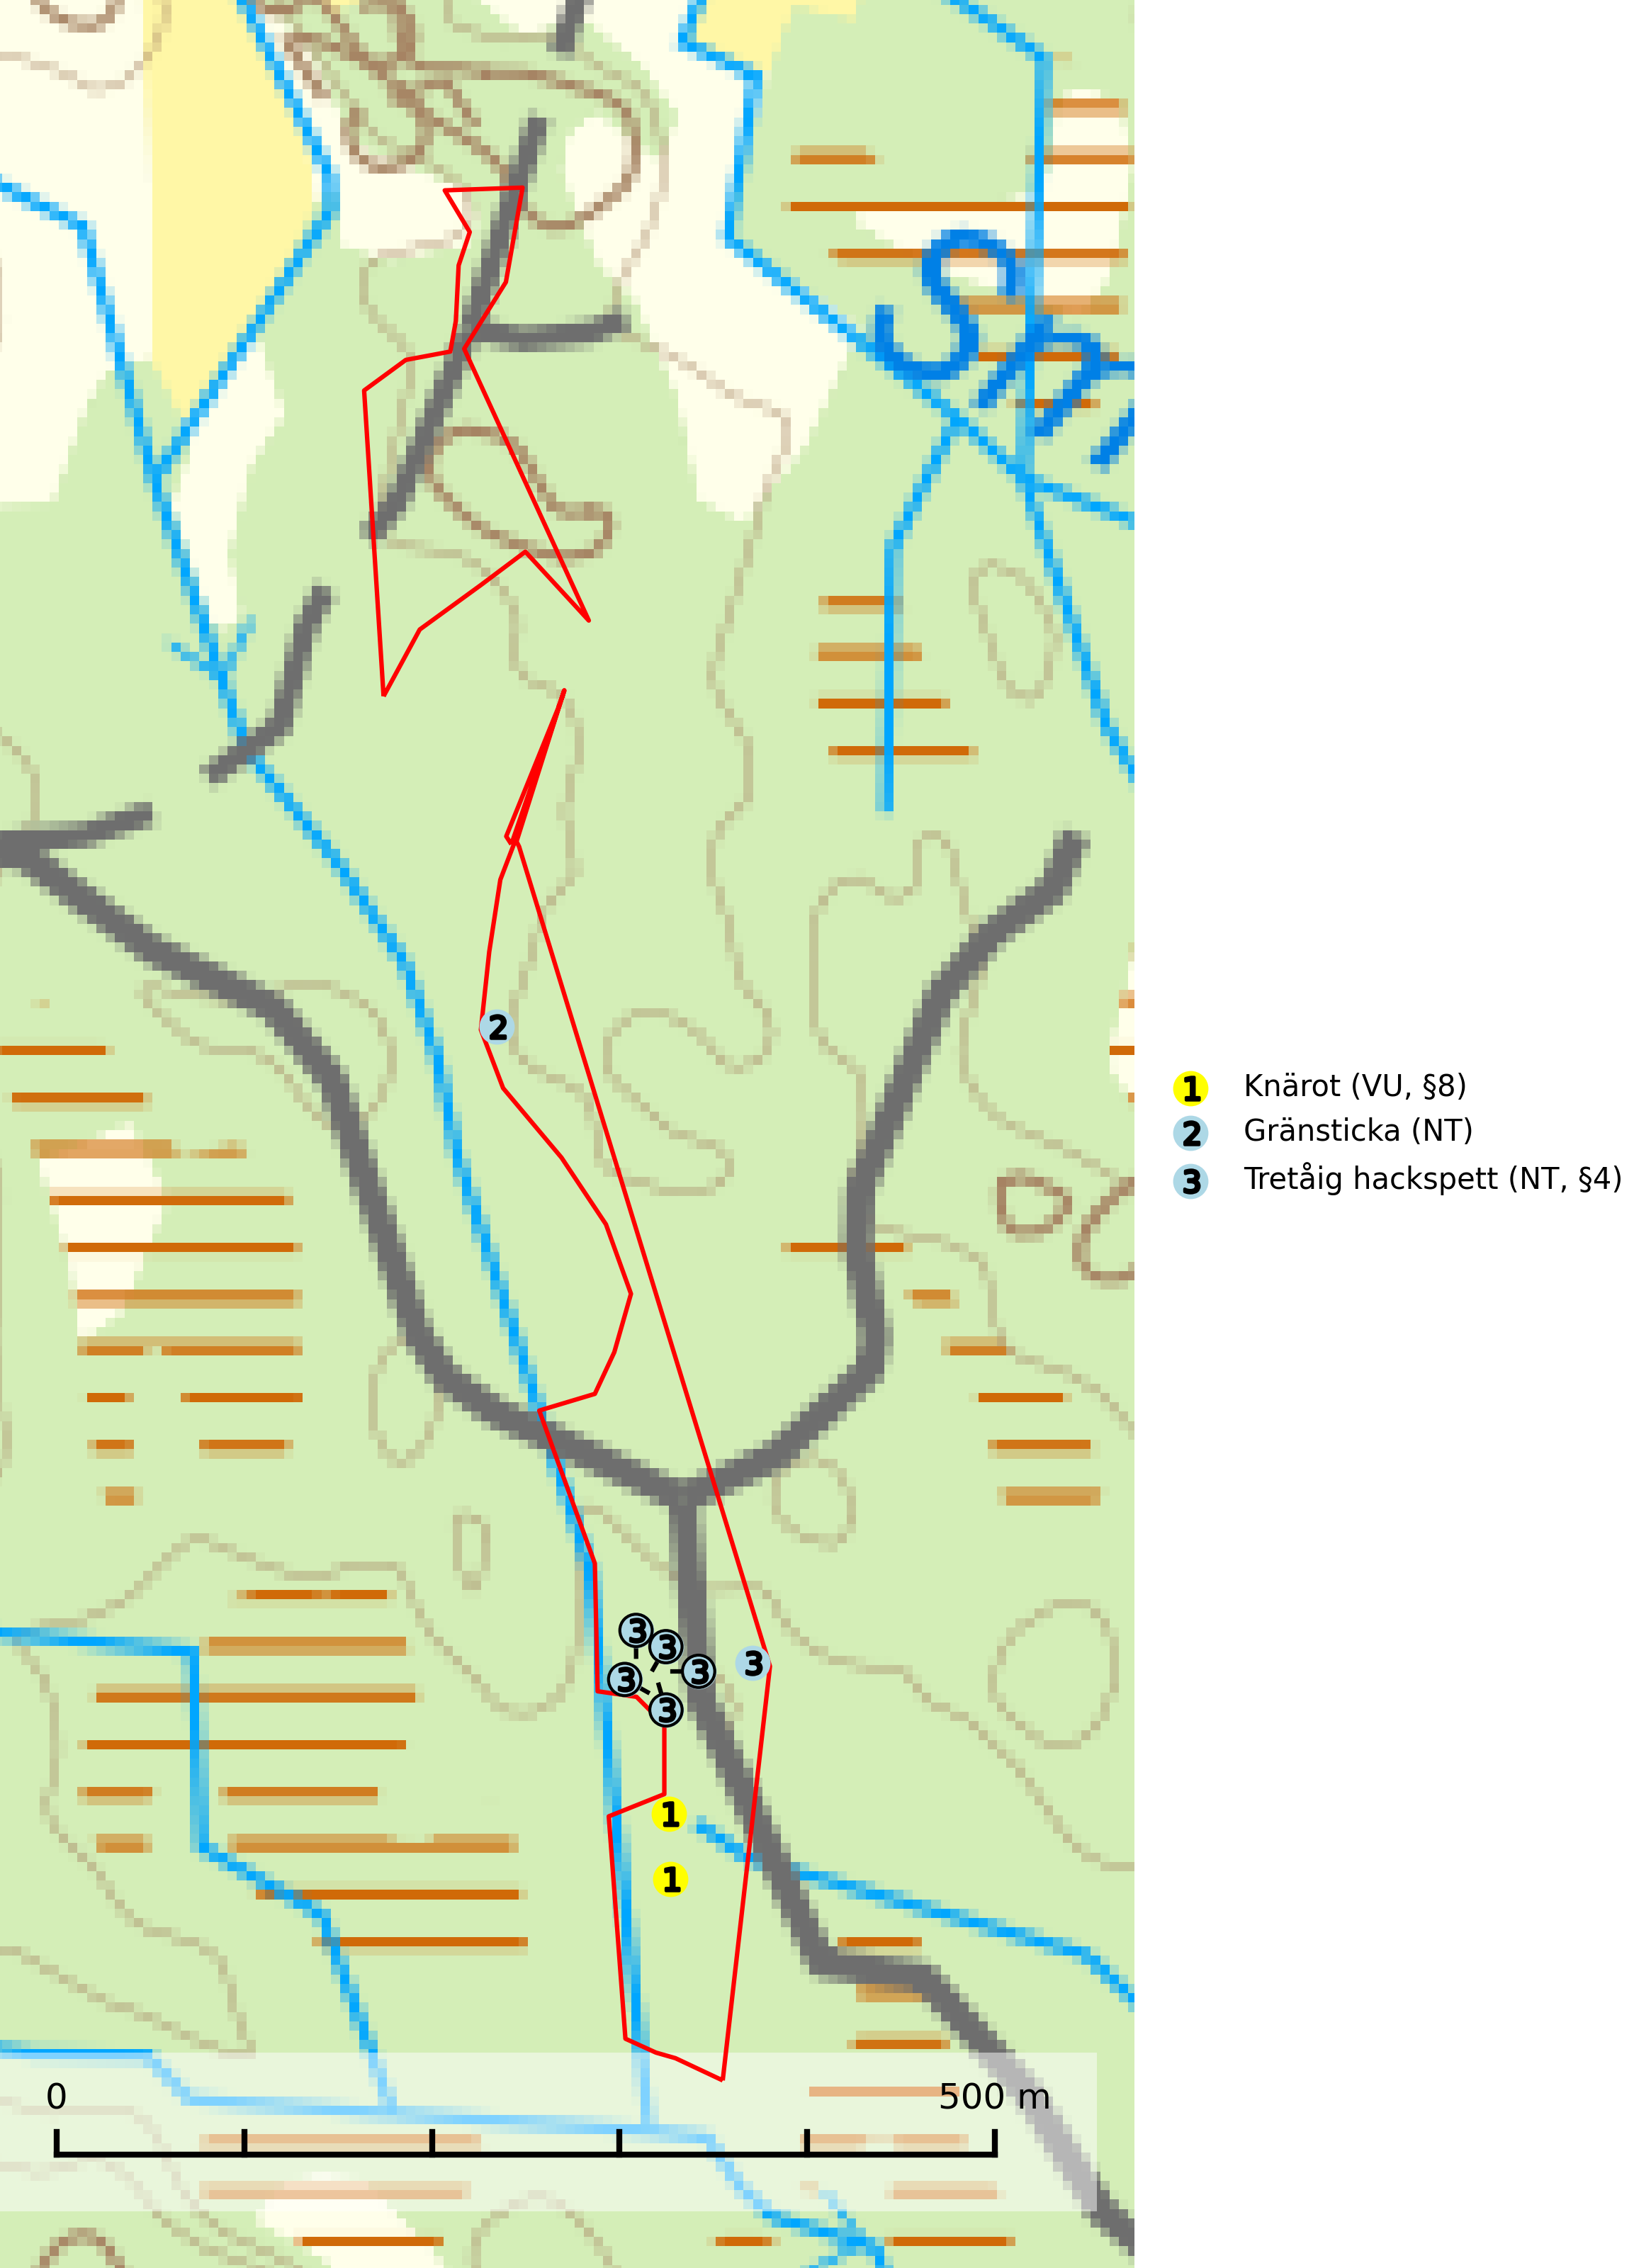 Sm
2
1 Knärot (VU, §8)
2 Gränsticka (NT)
3 Tretåig hackspett (NT, §4)
3
3
3
3
3
3
1
1
0 500 m